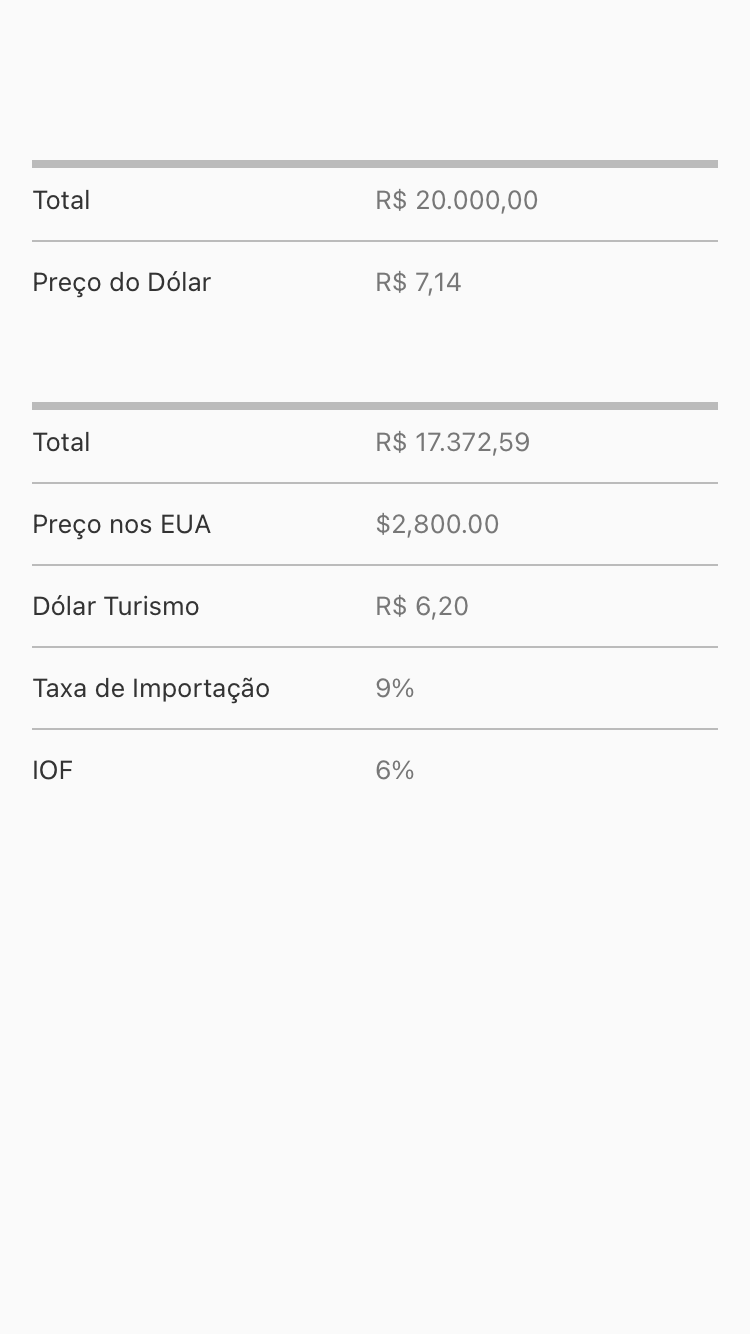 Total R$ 20.000,00
Preço do Dólar R$ 7,14
Total R$ 17.372,59
Preço nos EUA $2,800.00
Dólar Turismo R$ 6,20
Taxa de Importação 9%
IOF 6%